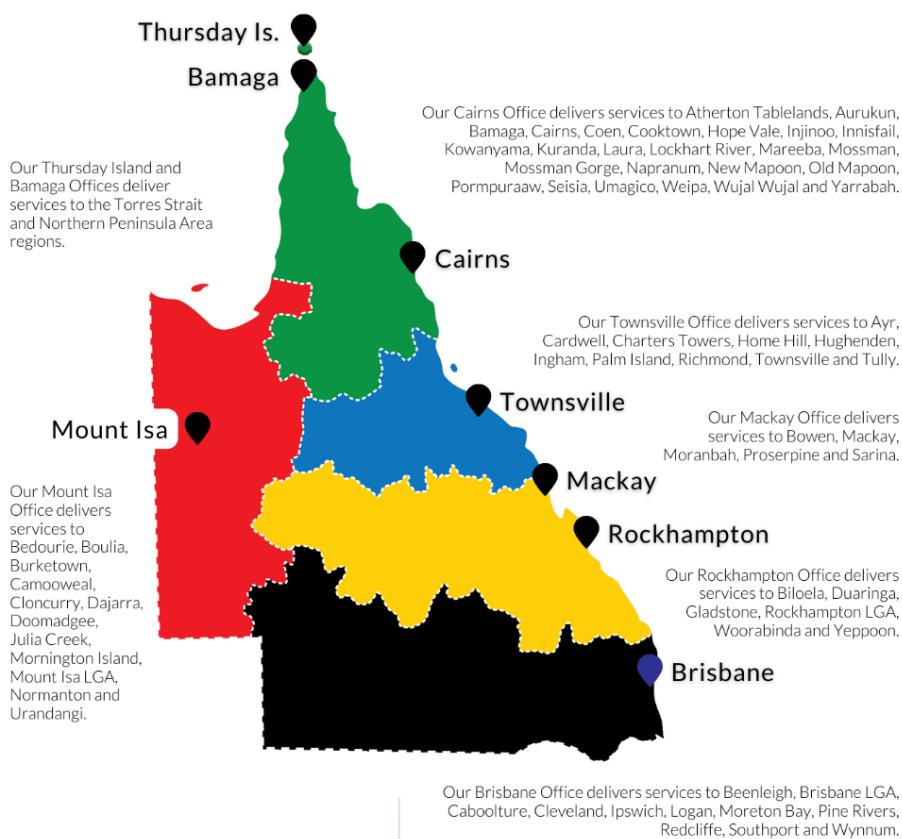 Thursday Is.
Bamaga
Our Cairns Office delivers services to Atherton Tablelands, Aurukun,
Bamaga, Cairns, Coen, Cooktown, Hope Vale, Injinoo, Innisfail,
Kowanyama, Kuranda, Laura, Lockhart River, Mareeba, Mossman,
Mossman Gorge, Napranum, New Mapoon, Old Mapoon,
Pormpuraaw, Seisia, Umagico, Weipa, Wujal Wujal and Yarrabah.
Our Thursday Island and
Bamaga Offices deliver
services to the Torres Strait
and Northern Peninsula Area
regions.
Cairns
Our Townsville Office delivers services to Ayr,
Cardwell, Charters Towers, Home Hill, Hughenden,
Ingham, Palm Island, Richmond, Townsville and Tully.
Townsville
Mount Isa
Our Mackay Office delivers
services to Bowen, Mackay,
Moranbah, Proserpine and Sarina.
Mackay
Our Mount Isa
Office delivers
services to
Bedourie, Boulia,
Burketown,
Camooweal,
Cloncurry, Dajarra,
Doomadgee,
Julia Creek,
Mornington Island,
Mount Isa LGA,
Normanton and
Urandangi.
Rockhampton
Our Rockhampton Office delivers
services to Biloela, Duaringa,
Gladstone, Rockhampton LGA,
Woorabinda and Yeppoon.
Brisbane
Our Brisbane Office delivers services to Beenleigh, Brisbane LGA,
Caboolture, Cleveland, Ipswich, Logan, Moreton Bay, Pine Rivers,
Redcliffe, Southport and Wynnum.